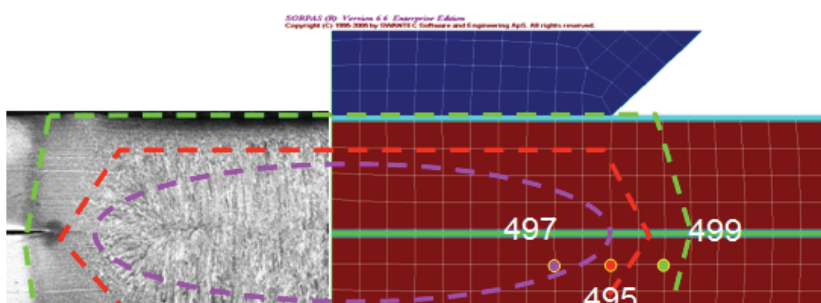 SORPAS (R) Version 6.6 Enterprise Edition
Copyright (C) 1996-2006 by SWANTEC Software and Engineering ApS. All rights reserved.
497
499
495